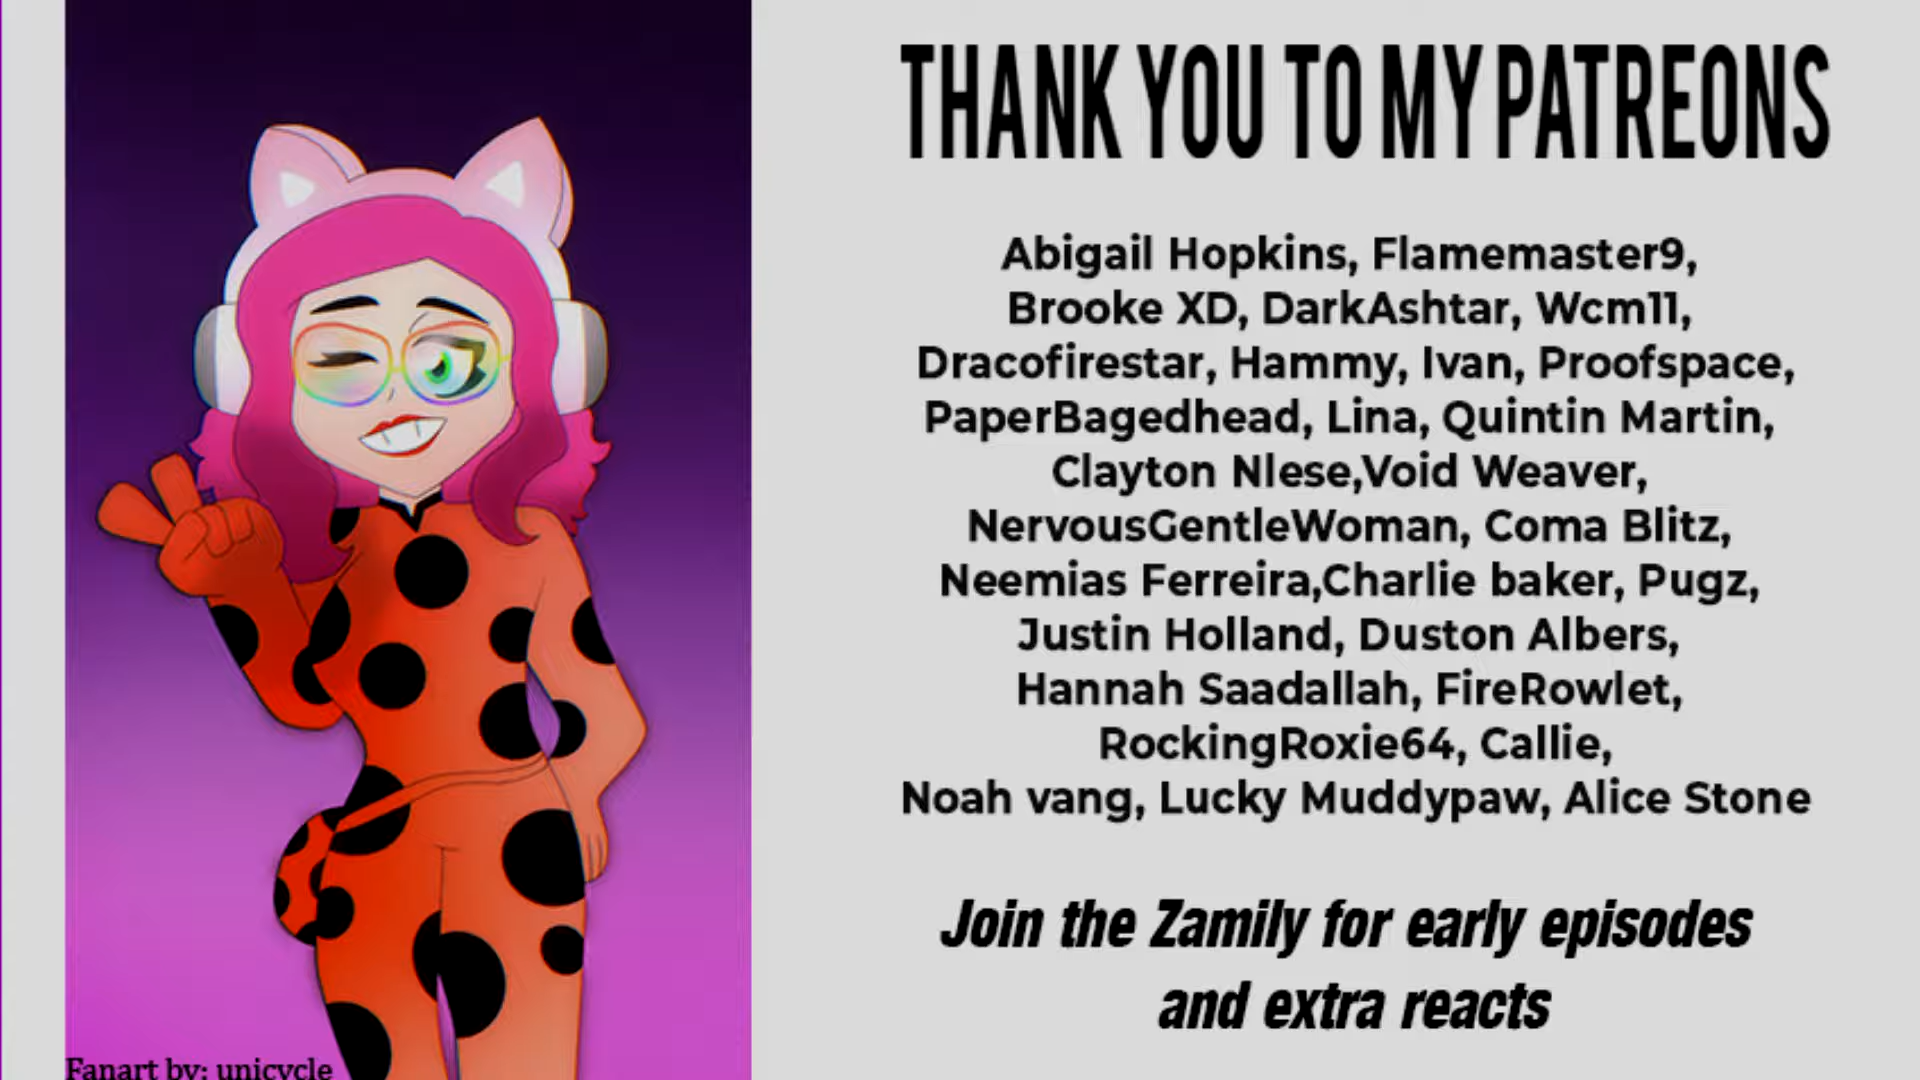 THANK YOU TO MY PATREONS
Abigail Hopkins, Flamemaster9,
Brooke XD, DarkAshtar, Wcm11,
Dracofirestar, Hammy, Ivan, Proofspace,
PaperBagedhead, Lina, Quintin Martin,
Clayton Nlese,Void Weaver,
NervousGentleWoman, Coma Blitz,
Neemias Ferreira,Charlie baker, Pugz,
Justin Holland, Duston Albers,
Hannah Saadallah, FireRowlet,
RockingRoxie64, Callie,
Noah vang, Lucky Muddypaw, Alice Stone
Join the Zamily for early episodes
and extra reacts
Fanart by: unicycle